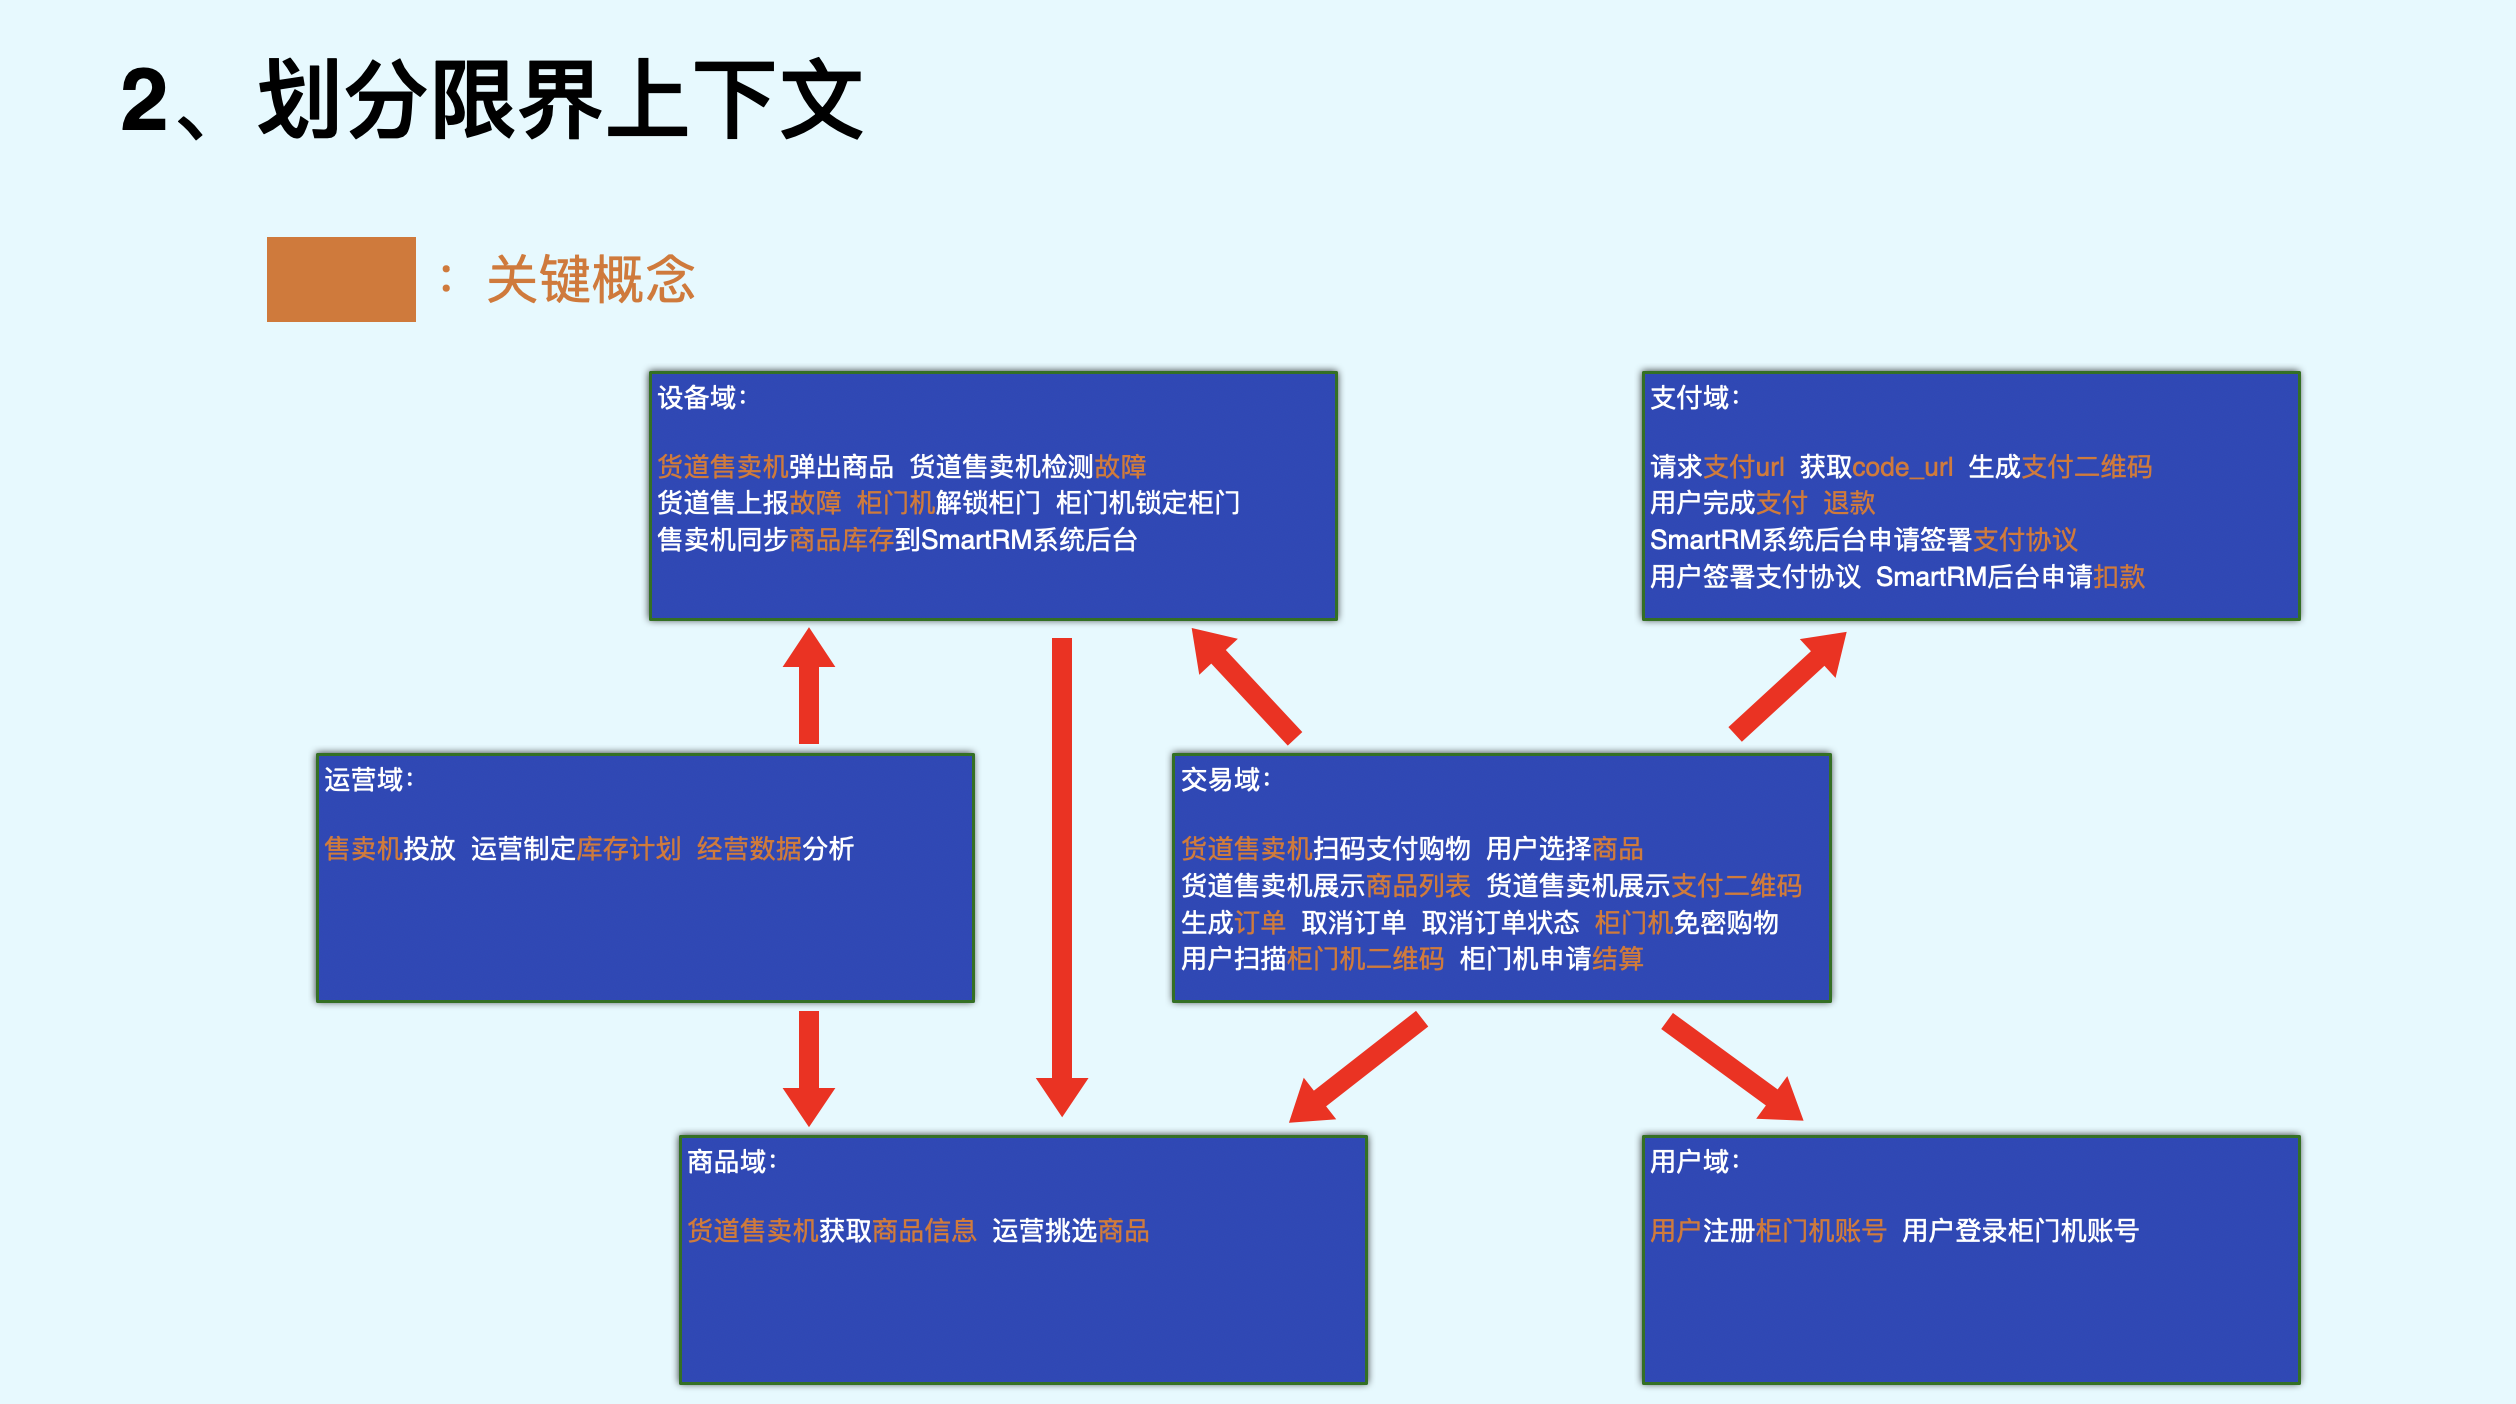 2、划分限界上下文
：关键概念
设备域：
货道售卖机弹出商品 货道售卖机检测故障
货道售上报故障 柜门机解锁柜门 柜门机锁定柜门
售卖机同步商品库存到SmartRM系统后台
支付域：
请求支付url 获取code_url 生成支付二维码
用户完成支付 退款
SmartRM系统后台申请签署支付协议
用户签署支付协议 SmartRM后台申请扣款
运营域：
售卖机投放 运营制定库存计划 经营数据分析
交易域：
货道售卖机扫码支付购物 用户选择商品
货道售卖机展示商品列表 货道售卖机展示支付二维码
生成订单 取消订单 取消订单状态 柜门机免密购物
用户扫描柜门机二维码 柜门机申请结算
商品域：
货道售卖机获取商品信息 运营挑选商品
用户域：
用户注册柜门机账号 用户登录柜门机账号